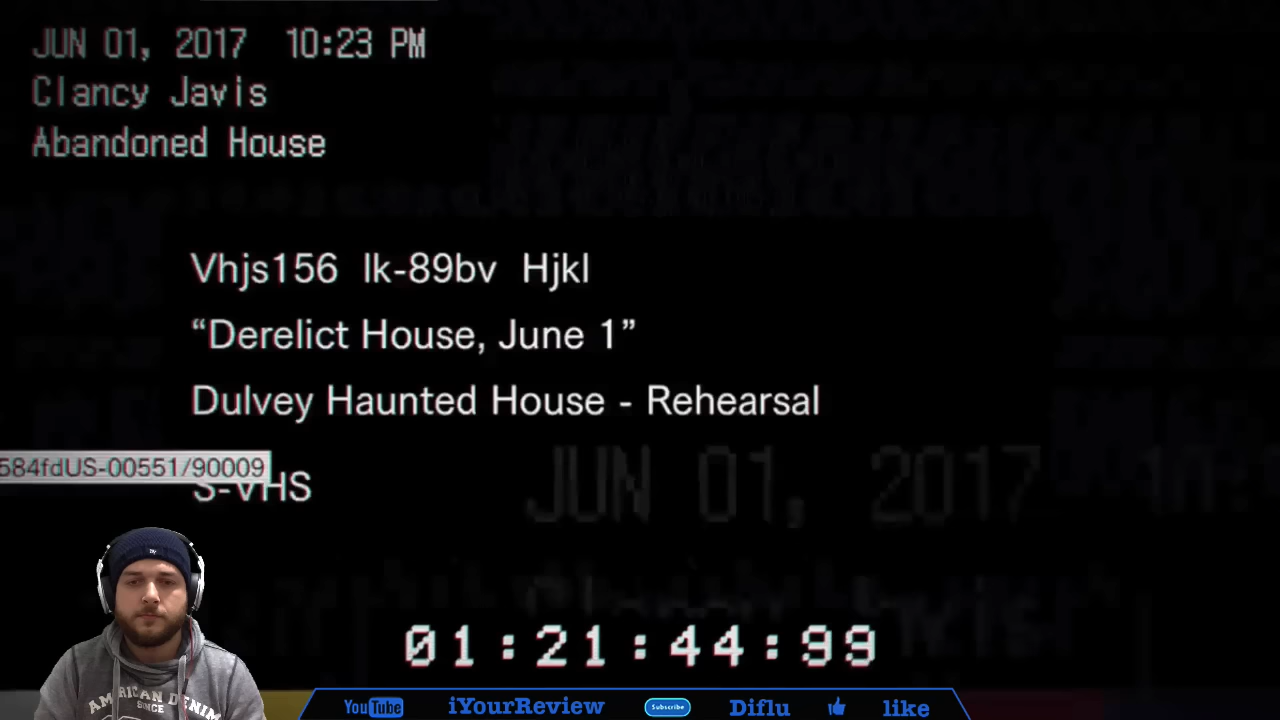 JUN 01, 2017 10:23 PM
Clancy Javis
Abandoned House
Vhjs156 lk-89bv Hjkl
“Derelict House, June 1”
Dulvey Haunted House - Rehearsal
584fdUS-00551/90009
S-VHS
JUN 01, 2017
01:21:44:99
AMERICAN DENIM
SINCE
YouTube iYourReview Subscribe Diflu like